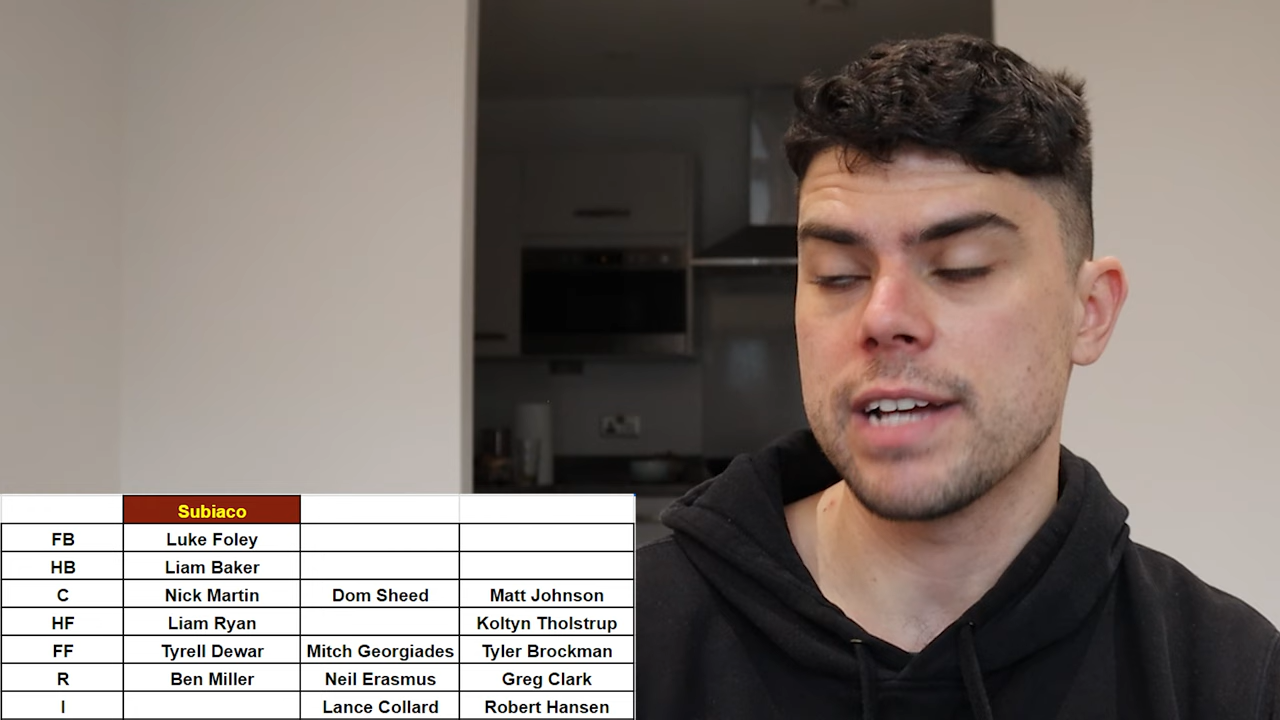 Subiaco
FB Luke Foley
HB Liam Baker
C Nick Martin Dom Sheed Matt Johnson
HF Liam Ryan Koltyn Tholstrup
FF Tyrell Dewar Mitch Georgiades Tyler Brockman
R Ben Miller Neil Erasmus Greg Clark
I Lance Collard Robert Hansen